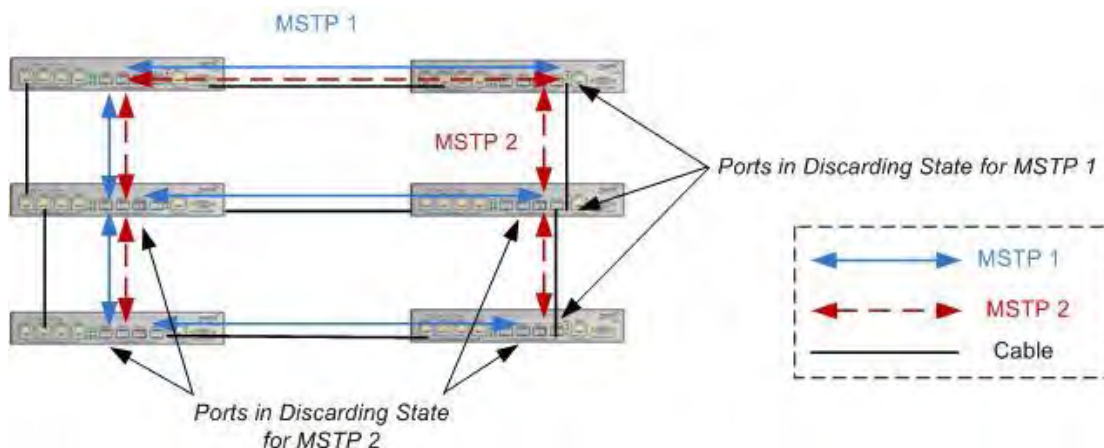 MSTP 1
MSTP 2
Ports in Discarding State for MSTP 1
MSTP 1
MSTP 2
Cable
Ports in Discarding State
for MSTP 2